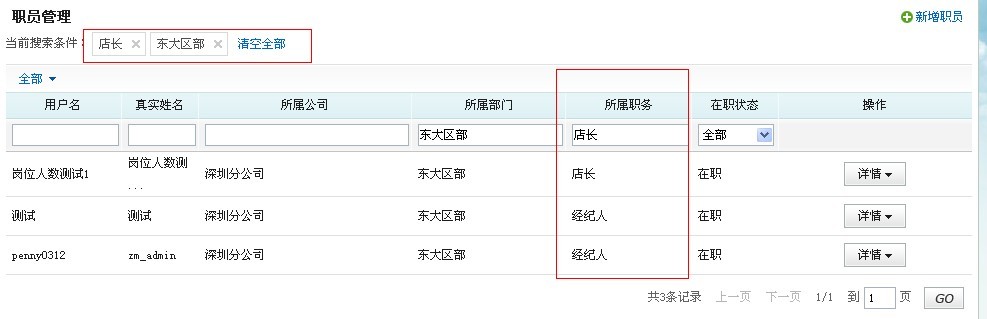 职员管理 新增职员
当前搜索条件： 店长 东大区部 清空全部
全部
用户名 真实姓名 所属公司 所属部门 所属职务 在职状态 操作
东大区部 店长 全部
岗位人数测试1 岗位人数测... 深圳分公司 东大区部 店长 在职 详情
测试 测试 深圳分公司 东大区部 经纪人 在职 详情
penny0312 zm_admin 深圳分公司 东大区部 经纪人 在职 详情
共3条记录 上一页 下一页 1/1 到 1 页 GO